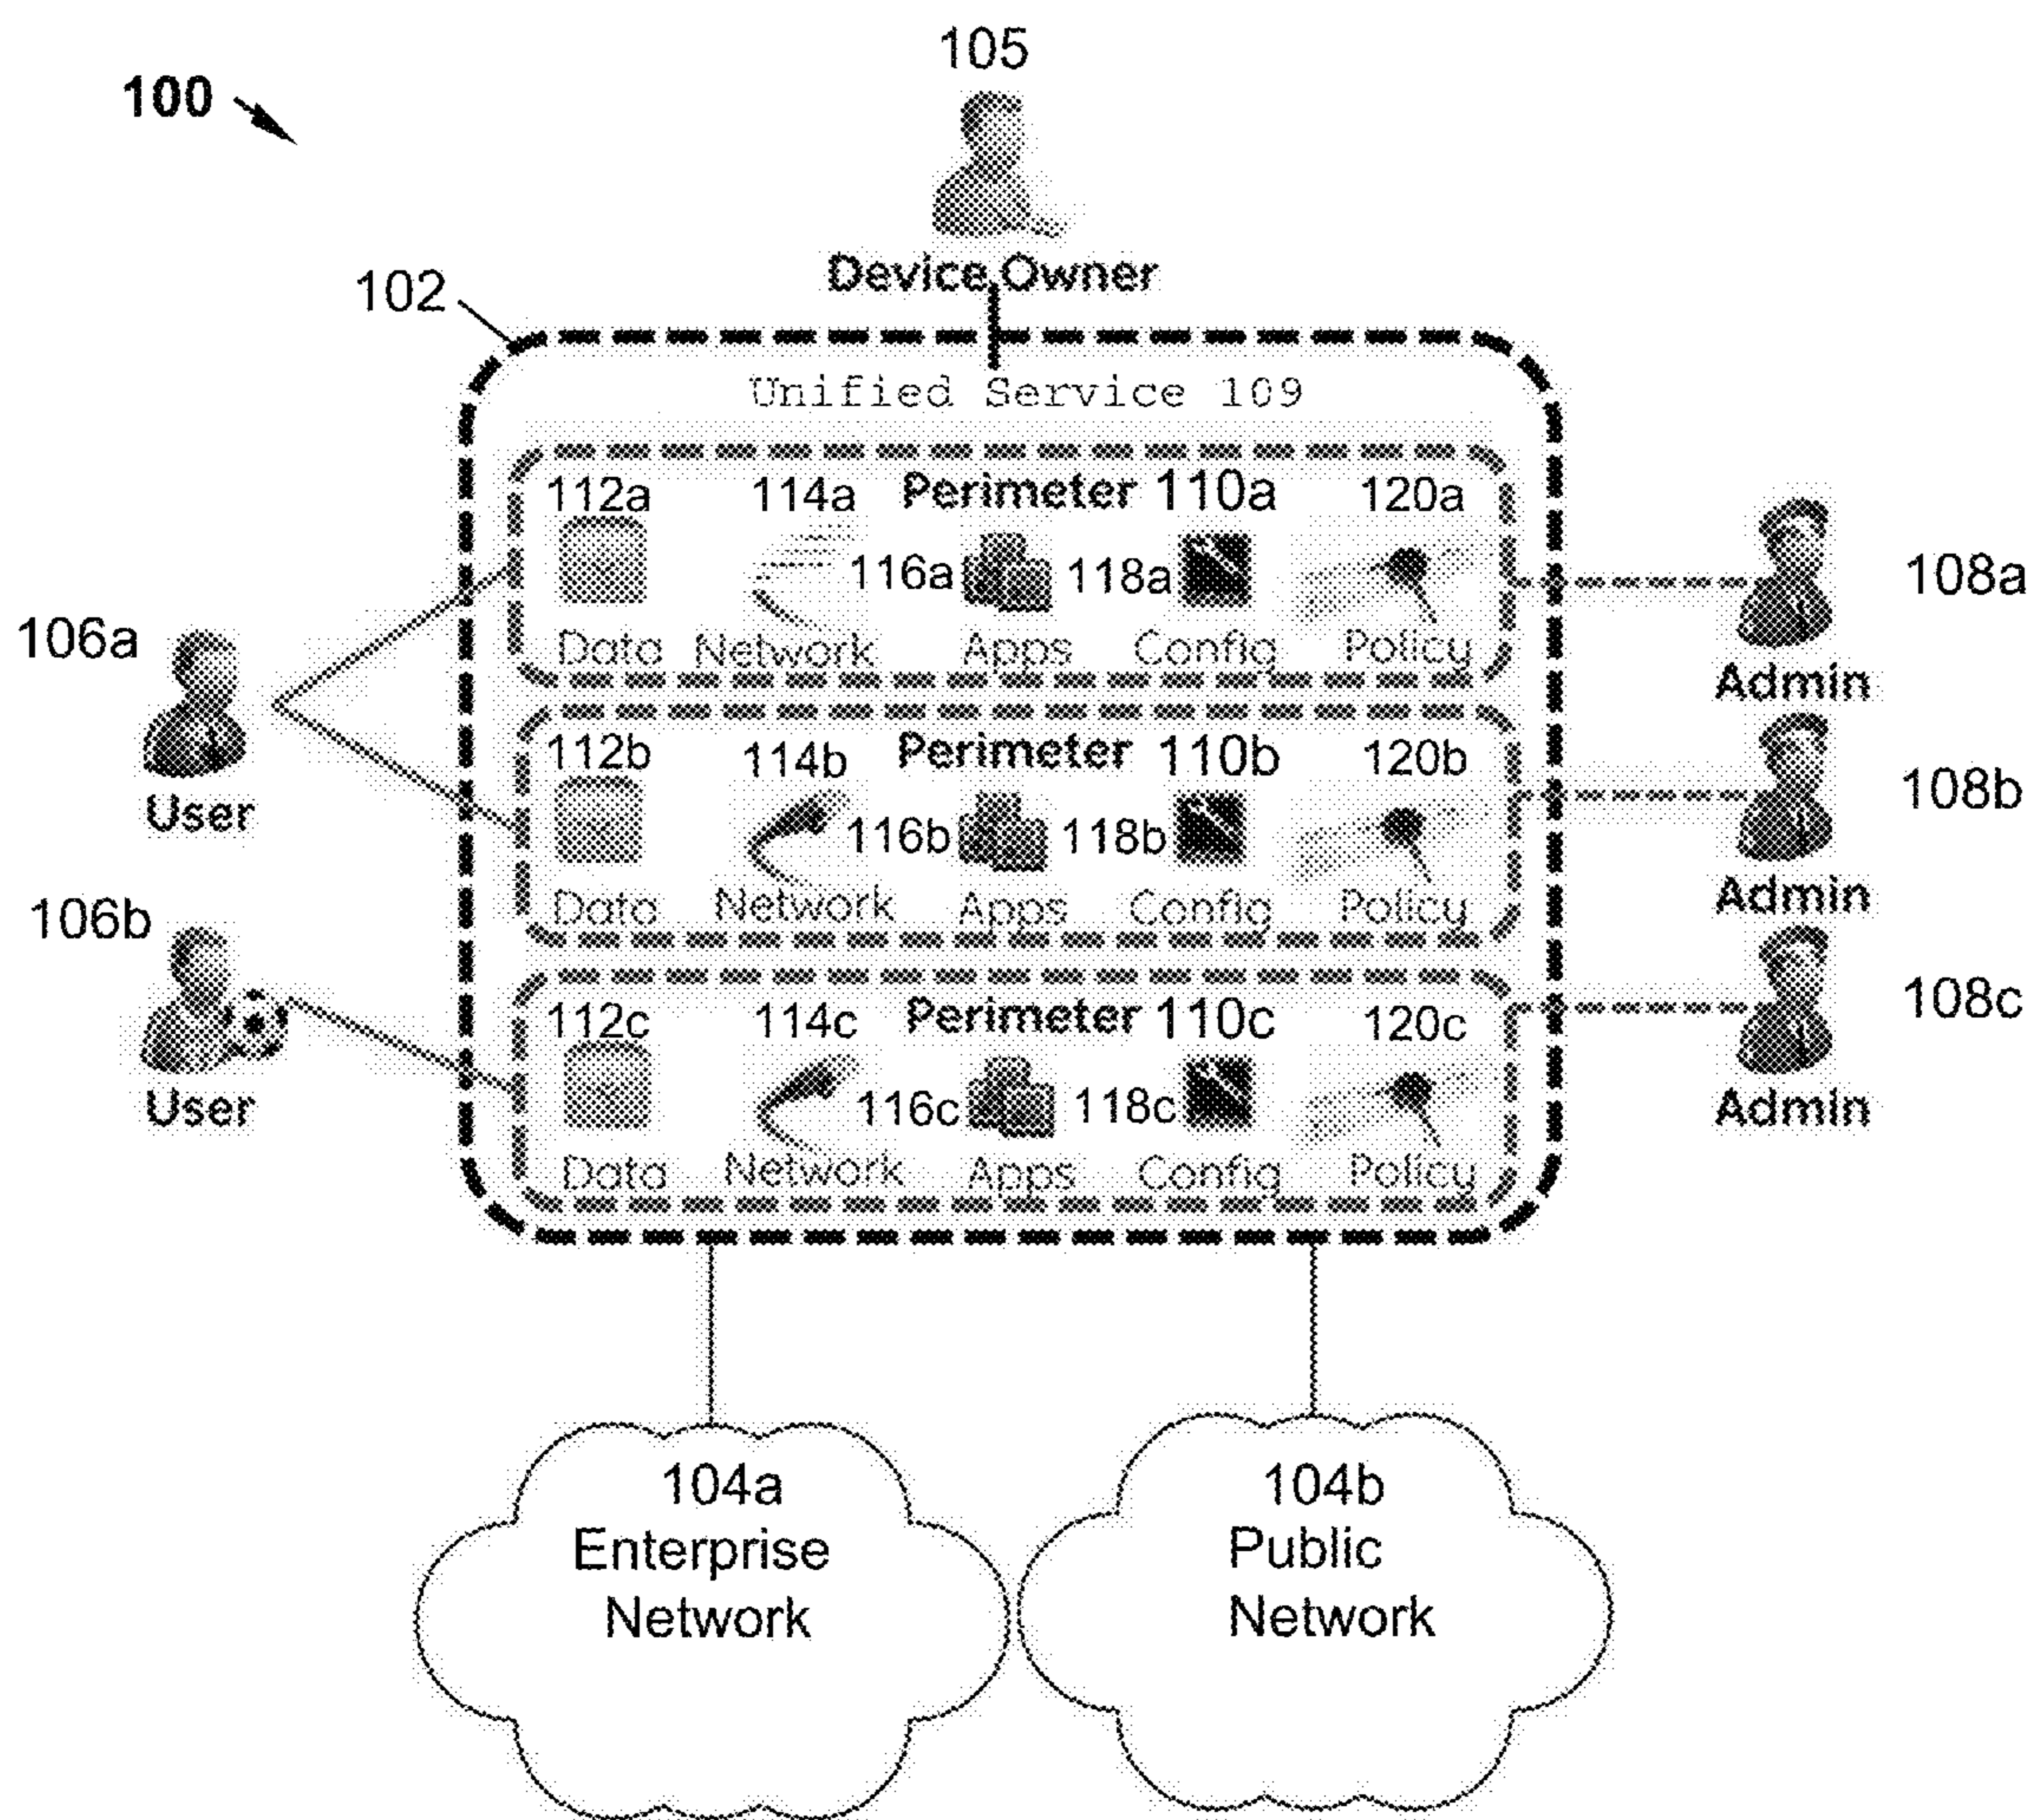 105
100
Device Owner
102
Unified Service 109
112a 114a Perimeter 110a 120a
116a 118a
Data Network Apps Config Policy
106a
User
108a
Admin
112b 114b Perimeter 110b 120b
116b 118b
Data Network Apps Config Policy
108b
Admin
106b
User
112c 114c Perimeter 110c 120c
116c 118c
Data Network Apps Config Policy
108c
Admin
104a
Enterprise
Network
104b
Public
Network